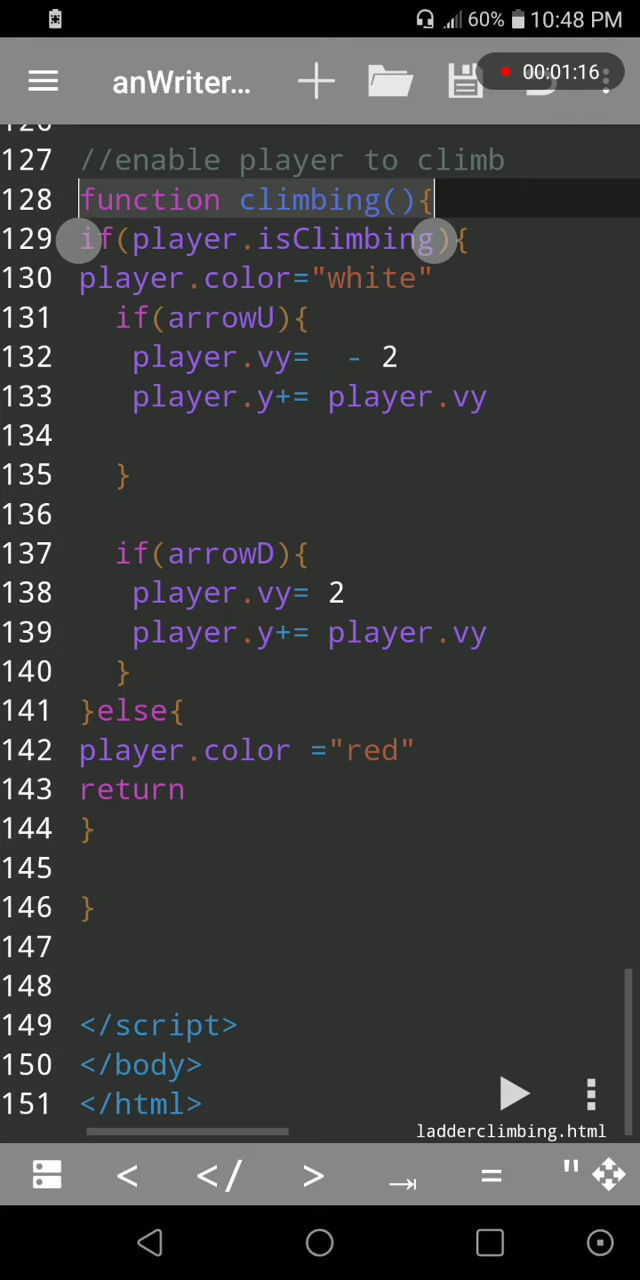 60% 10:48 PM
anWriter... 00:01:16
126
127 //enable player to climb
128 function climbing(){
129 if(player.isClimbing){
130 player.color="white"
131 if(arrowU){
132 player.vy= - 2
133 player.y+= player.vy
134
135 }
136
137 if(arrowD){
138 player.vy= 2
139 player.y+= player.vy
140 }
141 }else{
142 player.color ="red"
143 return
144 }
145
146 }
147
148
149 </script>
150 </body>
151 </html>
ladderclimbing.html
< </ > = "